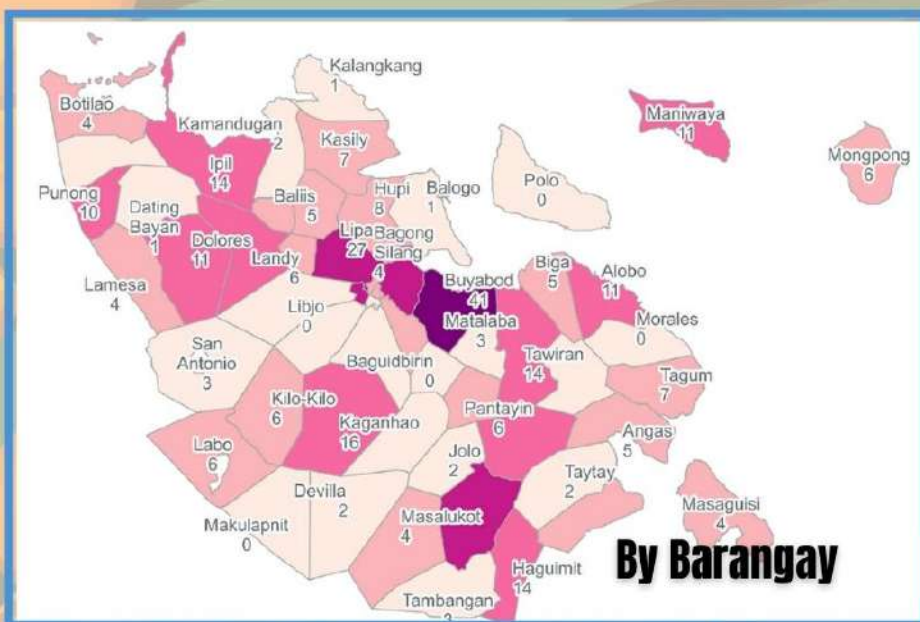 Kalangkang
1
Botilao
4
Kamandugan
2
Maniwaya
11
Kasily
7
Mongpong
6
Ipil
14
Punong
10
Baliis
5
Hupi
8
Balogo
1
Polo
0
Dating
Bayan
1
Dolores
11
Lipa
27
Bagong
Silang
4
Landy
6
Buyabod
41
Biga
5
Alobo
11
Lamesa
4
Libjo
0
Matalaba
3
Morales
0
San
Antonio
3
Baguidbirin
0
Tawiran
14
Tagum
7
Kilo-Kilo
6
Kaganhao
16
Pantayin
6
Angas
5
Labo
6
Jolo
2
Taytay
2
Devilla
2
Masalukot
4
Masaguisi
4
Makulapnit
0
Haguimit
14
By Barangay
Tambangan
3